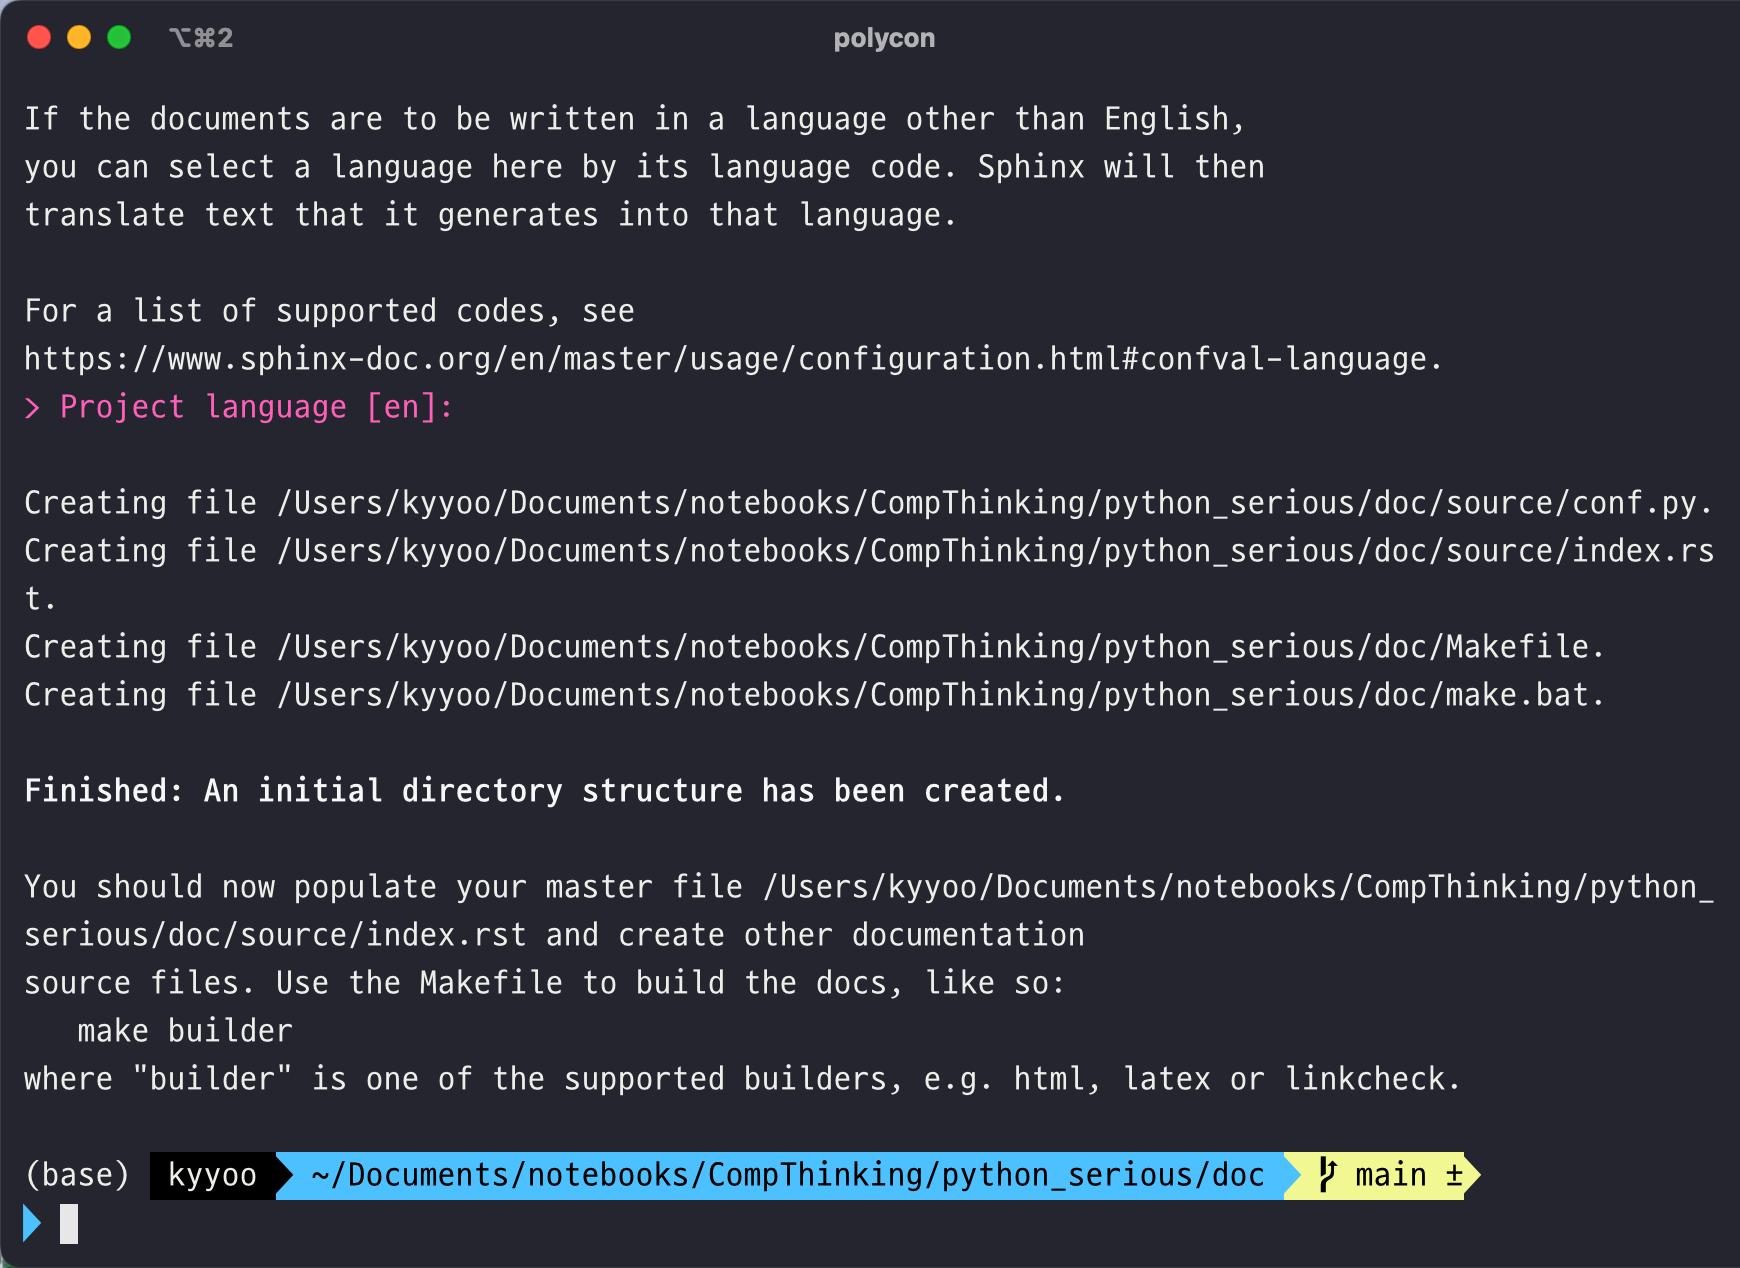 ⌥⌘2
polycon
If the documents are to be written in a language other than English,
you can select a language here by its language code. Sphinx will then
translate text that it generates into that language.
For a list of supported codes, see
https://www.sphinx-doc.org/en/master/usage/configuration.html#confval-language.
> Project language [en]:
Creating file /Users/kyyoo/Documents/notebooks/CompThinking/python_serious/doc/source/conf.py.
Creating file /Users/kyyoo/Documents/notebooks/CompThinking/python_serious/doc/source/index.rs
t.
Creating file /Users/kyyoo/Documents/notebooks/CompThinking/python_serious/doc/Makefile.
Creating file /Users/kyyoo/Documents/notebooks/CompThinking/python_serious/doc/make.bat.
Finished: An initial directory structure has been created.
You should now populate your master file /Users/kyyoo/Documents/notebooks/CompThinking/python_
serious/doc/source/index.rst and create other documentation
source files. Use the Makefile to build the docs, like so:
   make builder
where "builder" is one of the supported builders, e.g. html, latex or linkcheck.
(base) kyyoo ~/Documents/notebooks/CompThinking/python_serious/doc main ±